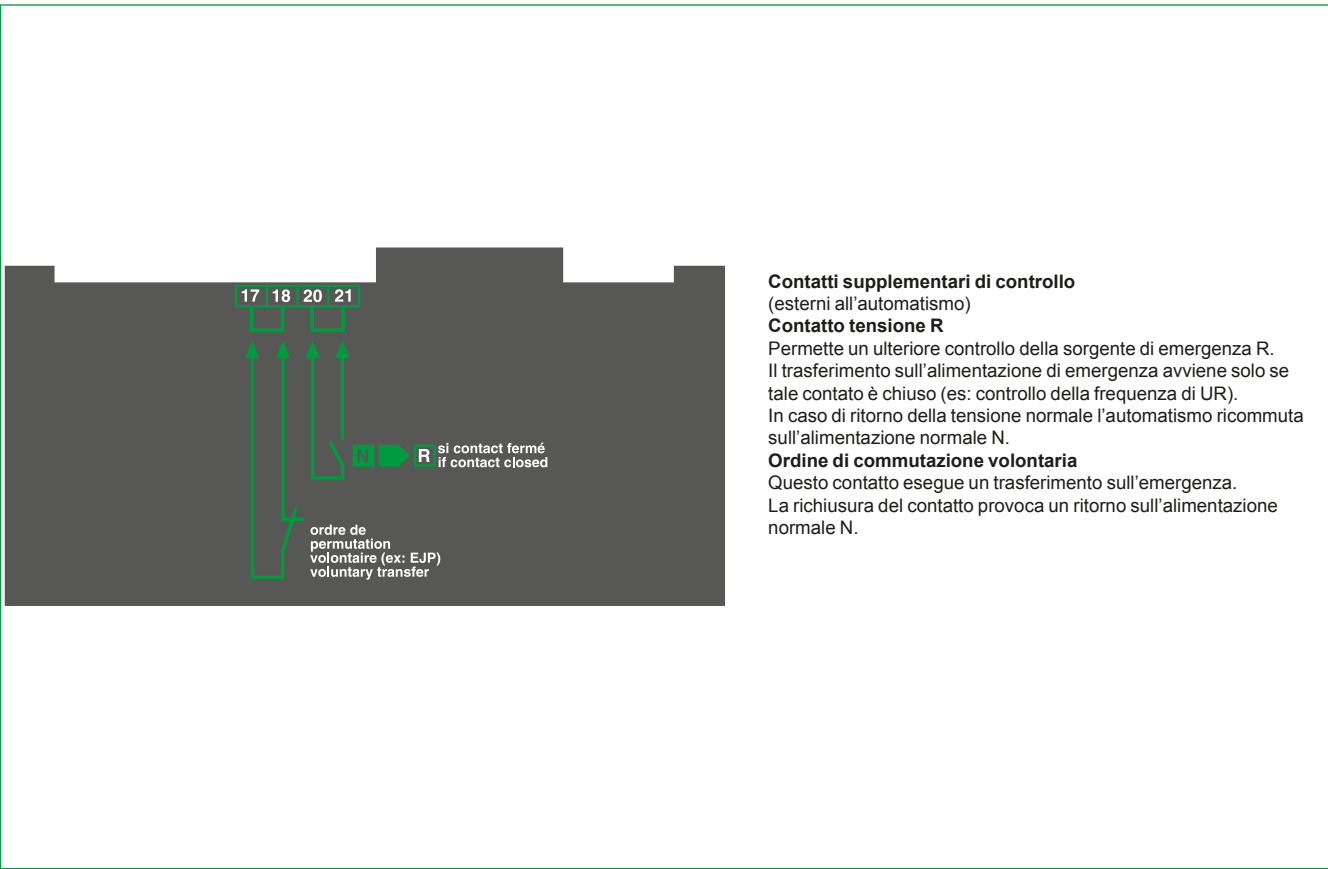 17 18 20 21
N R si contact fermé
if contact closed
ordre de
permutation
volontaire (ex: EJP)
voluntary transfer
Contatti supplementari di controllo
(esterni all'automatismo)
Contatto tensione R
Permette un ulteriore controllo della sorgente di emergenza R.
Il trasferimento sull'alimentazione di emergenza avviene solo se
tale contato è chiuso (es: controllo della frequenza di UR).
In caso di ritorno della tensione normale l'automatismo ricommuta
sull'alimentazione normale N.
Ordine di commutazione volontaria
Questo contatto esegue un trasferimento sull'emergenza.
La richiusura del contatto provoca un ritorno sull'alimentazione
normale N.